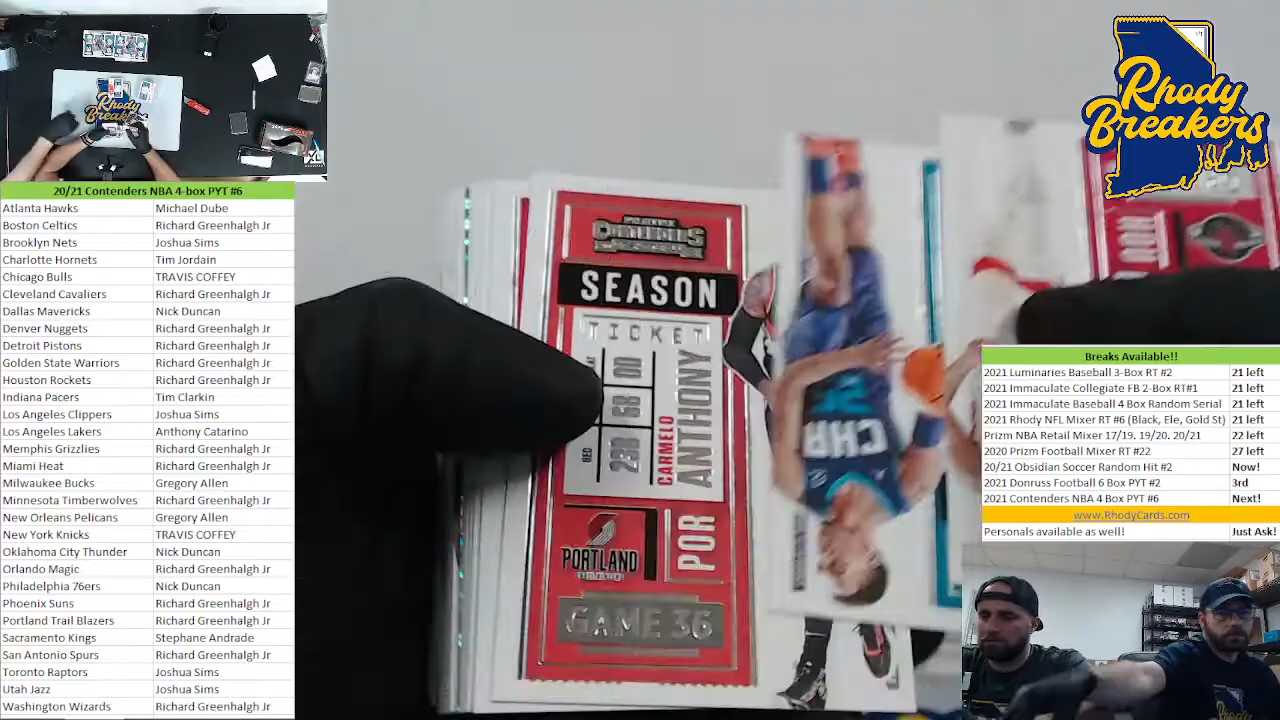 Rhody
Breakers
20/21 Contenders NBA 4-box PYT #6
Atlanta Hawks Michael Dube
Boston Celtics Richard Greenhalgh Jr
Brooklyn Nets Joshua Sims
Charlotte Hornets Tim Jordain
Chicago Bulls TRAVIS COFFEY
Cleveland Cavaliers Richard Greenhalgh Jr
Dallas Mavericks Nick Duncan
Denver Nuggets Richard Greenhalgh Jr
Detroit Pistons Richard Greenhalgh Jr
Golden State Warriors Richard Greenhalgh Jr
Houston Rockets Richard Greenhalgh Jr
Indiana Pacers Tim Clarkin
Los Angeles Clippers Joshua Sims
Los Angeles Lakers Anthony Catarino
Memphis Grizzlies Richard Greenhalgh Jr
Miami Heat Richard Greenhalgh Jr
Milwaukee Bucks Gregory Allen
Minnesota Timberwolves Richard Greenhalgh Jr
New Orleans Pelicans Gregory Allen
New York Knicks TRAVIS COFFEY
Oklahoma City Thunder Nick Duncan
Orlando Magic Richard Greenhalgh Jr
Philadelphia 76ers Nick Duncan
Phoenix Suns Richard Greenhalgh Jr
Portland Trail Blazers Richard Greenhalgh Jr
Sacramento Kings Stephane Andrade
San Antonio Spurs Richard Greenhalgh Jr
Toronto Raptors Joshua Sims
Utah Jazz Joshua Sims
Washington Wizards Richard Greenhalgh Jr
CONTENDERS
SEASON
TICKET
00
68
RED
CARMELO
ANTHONY
PORTLAND
POR
GAME 36
CHA
Rhody
Breakers
Breaks Available!!
2021 Luminaries Baseball 3-Box RT #2 21 left
2021 Immaculate Collegiate FB 2-Box RT#1 21 left
2021 Immaculate Baseball 4 Box Random Serial 21 left
2021 Rhody NFL Mixer RT #6 (Black, Ele, Gold St) 21 left
Prizm NBA Retail Mixer 17/19. 19/20. 20/21 22 left
2020 Prizm Football Mixer RT #22 27 left
20/21 Obsidian Soccer Random Hit #2 Now!
2021 Donruss Football 6 Box PYT #2 3rd
2021 Contenders NBA 4 Box PYT #6 Next!
www.RhodyCards.com
Personals available as well! Just Ask!